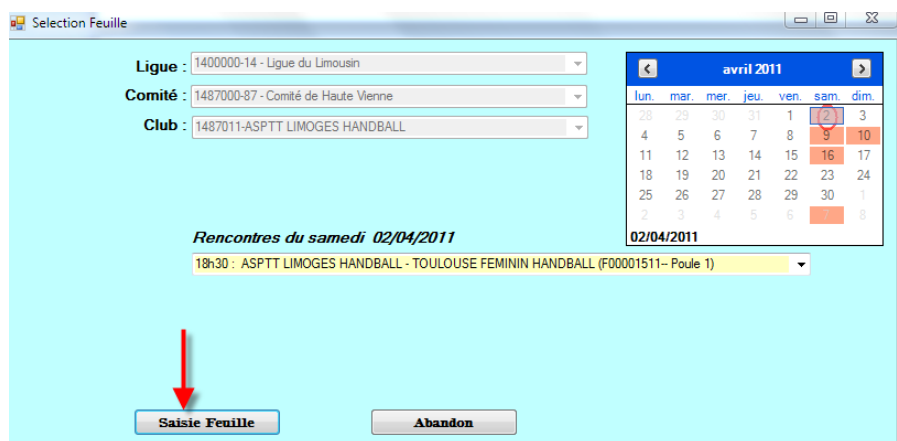 Selection Feuille
Ligue : 1400000-14 - Ligue du Limousin
Comité : 1487000-87 - Comité de Haute Vienne
Club : 1487011-ASPTT LIMOGES HANDBALL
avril 2011
lun. mar. mer. jeu. ven. sam. dim.
28 29 30 31 1 2 3
4 5 6 7 8 9 10
11 12 13 14 15 16 17
18 19 20 21 22 23 24
25 26 27 28 29 30 1
2 3 4 5 6 7 8
02/04/2011
Rencontres du samedi 02/04/2011
18h30 : ASPTT LIMOGES HANDBALL - TOULOUSE FEMININ HANDBALL (F00001511-- Poule 1)
Saisie Feuille Abandon